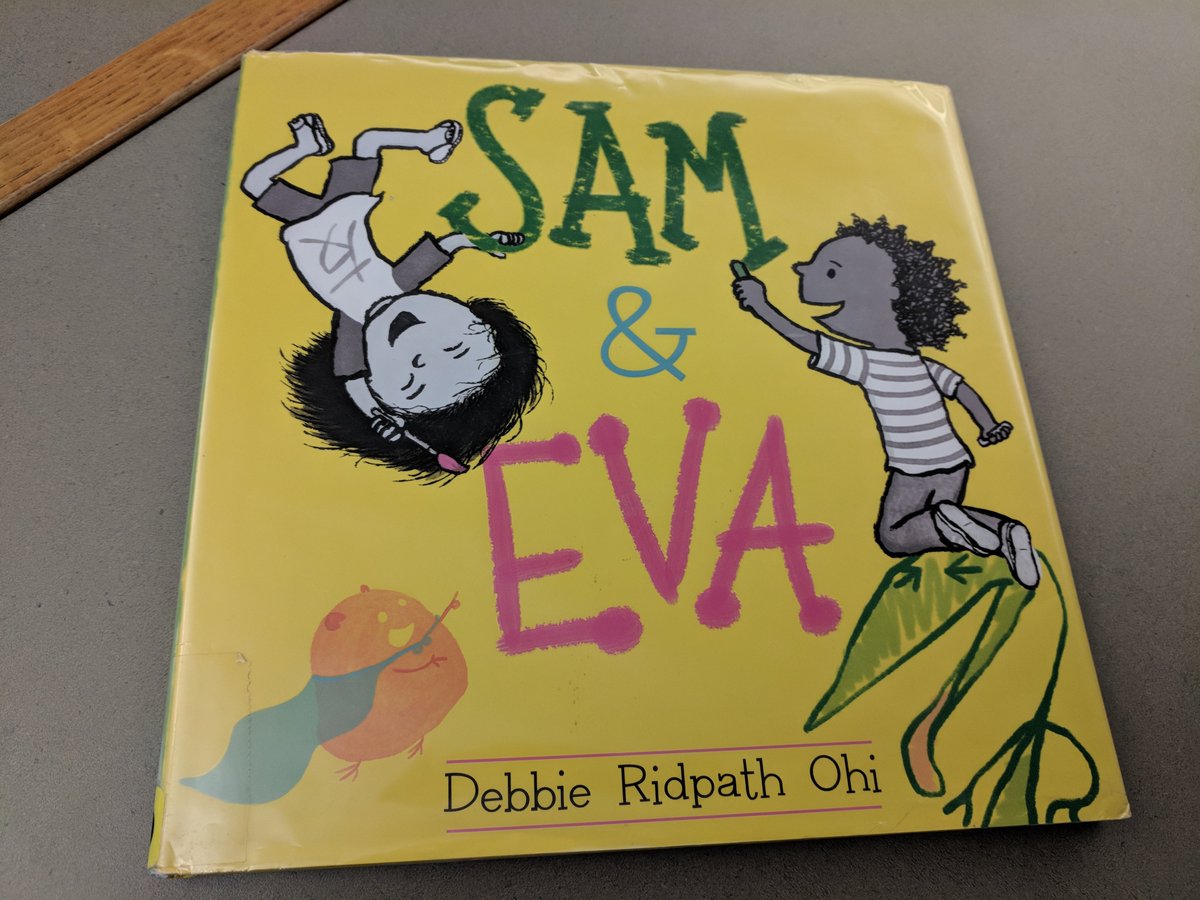 SAM
&
EVA
Debbie Ridpath Ohi